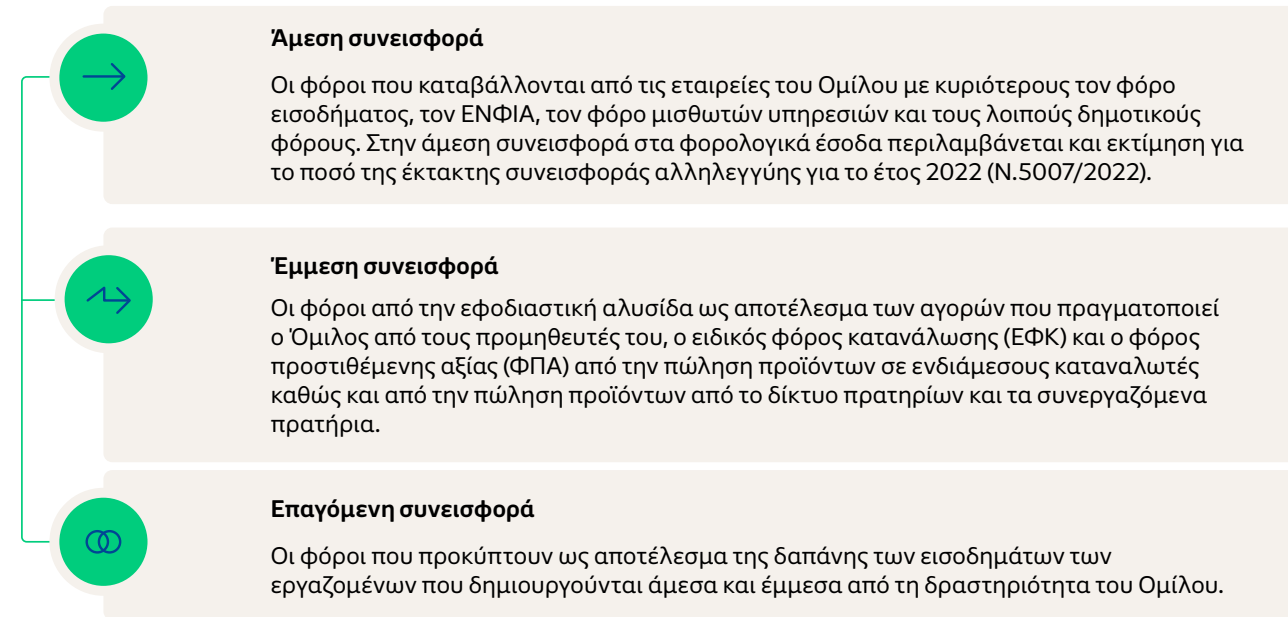 Άμεση συνεισφορά
Οι φόροι που καταβάλλονται από τις εταιρείες του Ομίλου με κυριότερους τον φόρο
εισοδήματος, τον ΕΝΦΙΑ, τον φόρο μισθωτών υπηρεσιών και τους λοιπούς δημοτικούς
φόρους. Στην άμεση συνεισφορά στα φορολογικά έσοδα περιλαμβάνεται και εκτίμηση για
το ποσό της έκτακτης συνεισφοράς αλληλεγγύης για το έτος 2022 (Ν.5007/2022).
Έμμεση συνεισφορά
Οι φόροι από την εφοδιαστική αλυσίδα ως αποτέλεσμα των αγορών που πραγματοποιεί
ο Όμιλος από τους προμηθευτές του, ο ειδικός φόρος κατανάλωσης (ΕΦΚ) και ο φόρος
προστιθέμενης αξίας (ΦΠΑ) από την πώληση προϊόντων σε ενδιάμεσους καταναλωτές
καθώς και από την πώληση προϊόντων από το δίκτυο πρατηρίων και τα συνεργαζόμενα
πρατήρια.
Επαγόμενη συνεισφορά
Οι φόροι που προκύπτουν ως αποτέλεσμα της δαπάνης των εισοδημάτων των
εργαζομένων που δημιουργούνται άμεσα και έμμεσα από τη δραστηριότητα του Ομίλου.